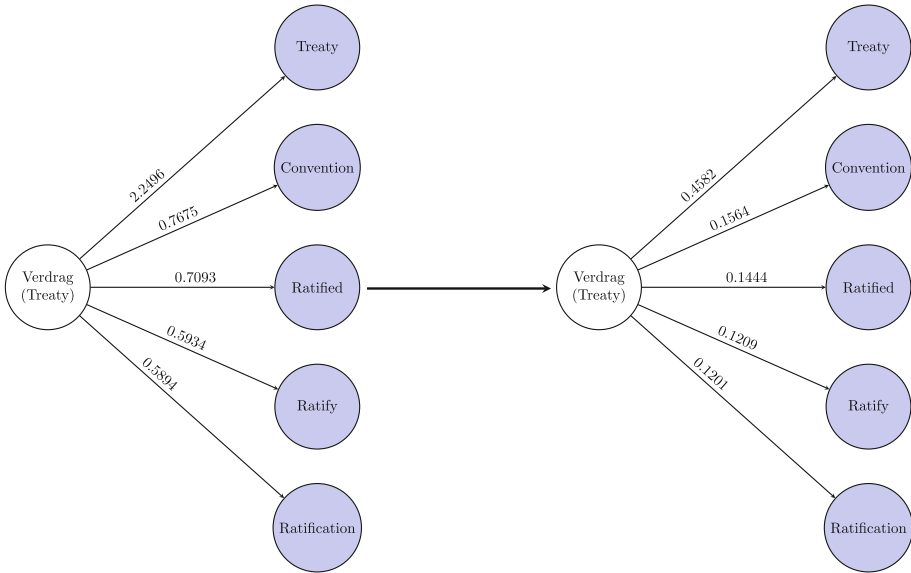 Treaty
Convention
Ratified
Ratify
Ratification
Verdrag
(Treaty)
2.2496
0.7675
0.7093
0.5934
0.5894
Treaty
Convention
Ratified
Ratify
Ratification
Verdrag
(Treaty)
0.4582
0.1564
0.1444
0.1209
0.1201